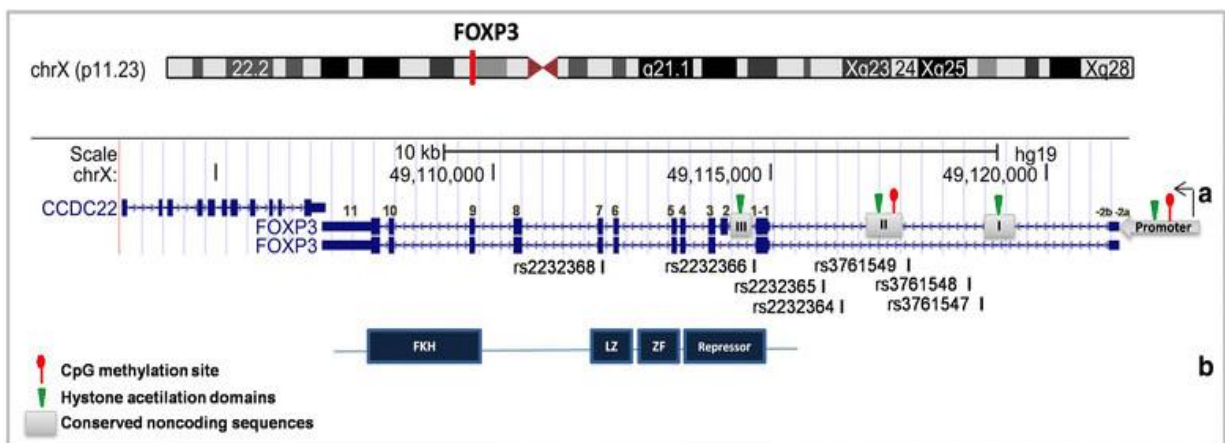 FOXP3
chrX (p11.23)
22.2
q21.1
Xq23
24
Xq25
Xq28
Scale
10 kb
hg19
chrX:
49,110,000
49,115,000
49,120,000
a
CCDC22
11 10 9 8 7 6 5 4 3 2 1 -1 -2b -2a
FOXP3
III
II
I
Promoter
FOXP3
rs2232368
rs2232366
rs3761549
rs2232365
rs3761548
rs2232364
rs3761547
FKH
LZ
ZF
Repressor
b
CpG methylation site
Hystone acetilation domains
Conserved noncoding sequences